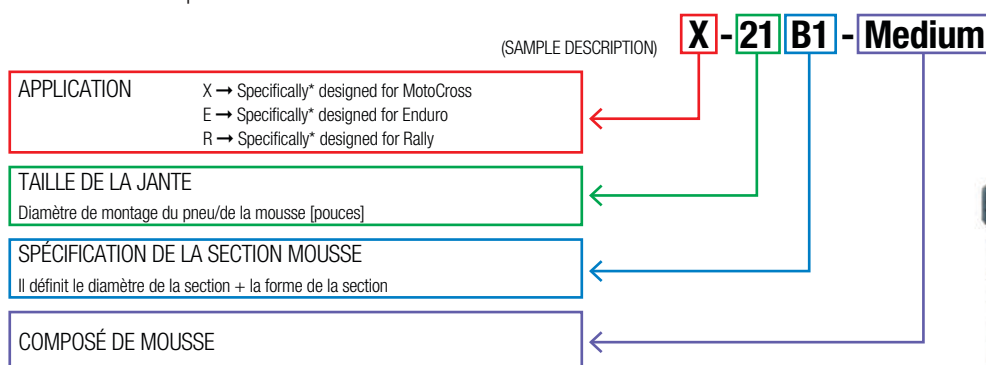 (SAMPLE DESCRIPTION) X - 21 B1 - Medium
APPLICATION
X → Specifically* designed for MotoCross
E → Specifically* designed for Enduro
R → Specifically* designed for Rally
TAILLE DE LA JANTE
Diamètre de montage du pneu/de la mousse [pouces]
SPÉCIFICATION DE LA SECTION MOUSSE
Il définit le diamètre de la section + la forme de la section
COMPOSÉ DE MOUSSE